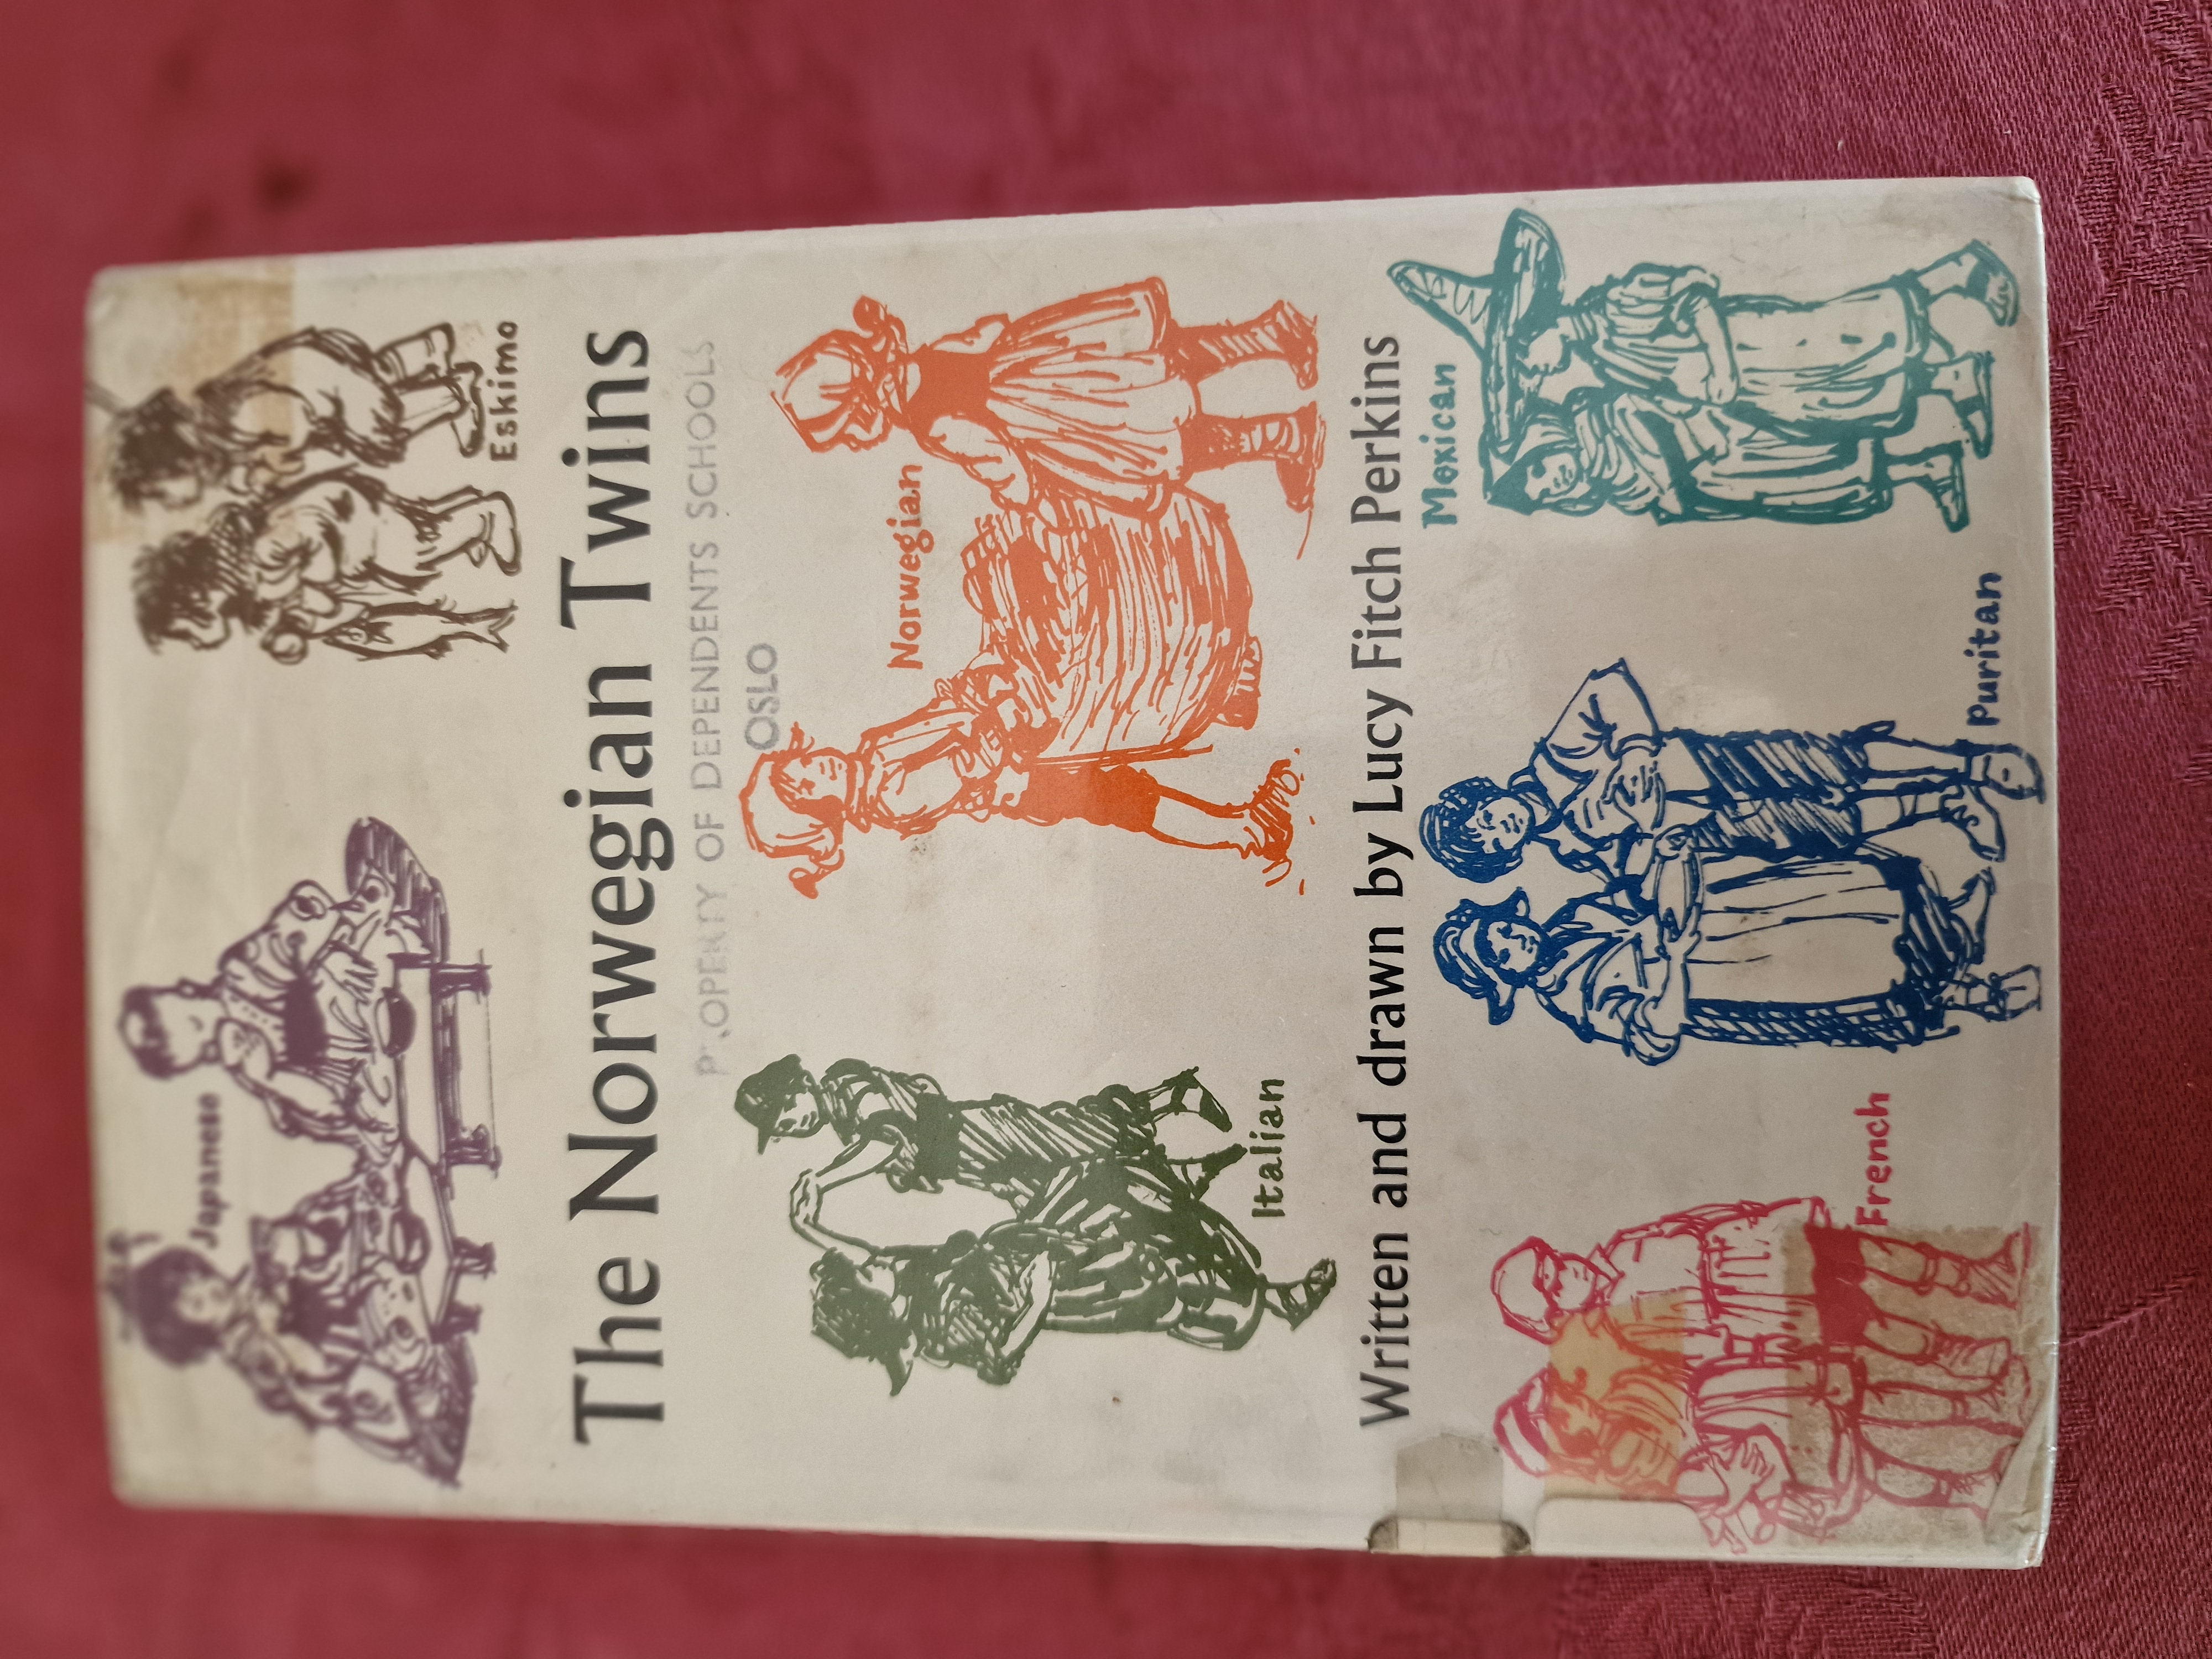 Japanese
Eskimo
The Norwegian Twins
PROPERTY OF DEPENDENTS SCHOOLS
OSLO
Norwegian
Italian
Written and drawn by Lucy Fitch Perkins
Mexican
Puritan
French